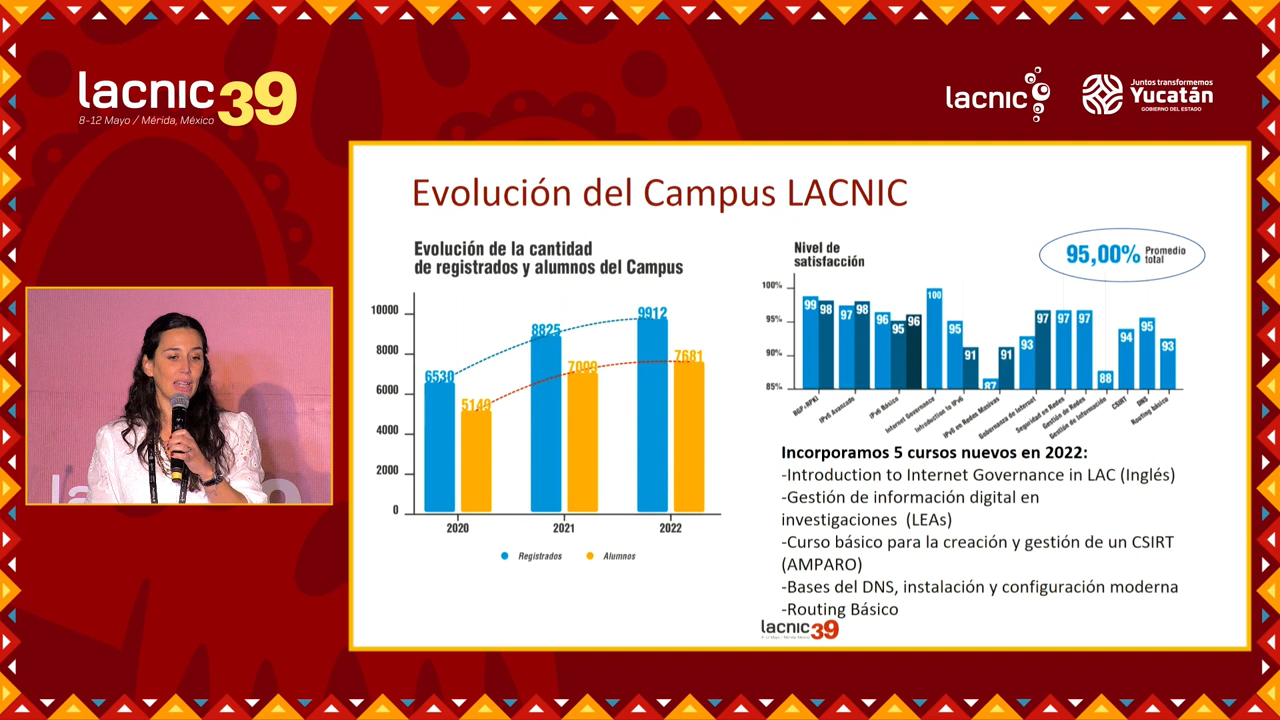 lacnic39
8-12 Mayo / Mérida, México
lacnic
Juntos transformemos
Yucatán
GOBIERNO DEL ESTADO
Evolución del Campus LACNIC
Evolución de la cantidad
de registrados y alumnos del Campus
10000
8000
6000
4000
2000
0
6530
5149
8825
7099
9912
7681
2020
2021
2022
Registrados
Alumnos
Nivel de
satisfacción
95,00% Promedio
total
100%
95%
90%
85%
99
98
97
98
96
95
96
100
95
91
87
91
93
97
97
97
88
94
95
93
BGP+RPKI
IPv6 Avanzado
IPv6 Básico
Internet Governance
Introduction to IPv6
IPv6 en Redes Masivas
Gobernanza de Internet
Seguridad en Redes
Gestión de Redes
Gestión de Información
CSIRT
DNS
Routing básico
Incorporamos 5 cursos nuevos en 2022:
-Introduction to Internet Governance in LAC (Inglés)
-Gestión de información digital en
investigaciones (LEAs)
-Curso básico para la creación y gestión de un CSIRT
(AMPARO)
-Bases del DNS, instalación y configuración moderna
-Routing Básico
lacnic39